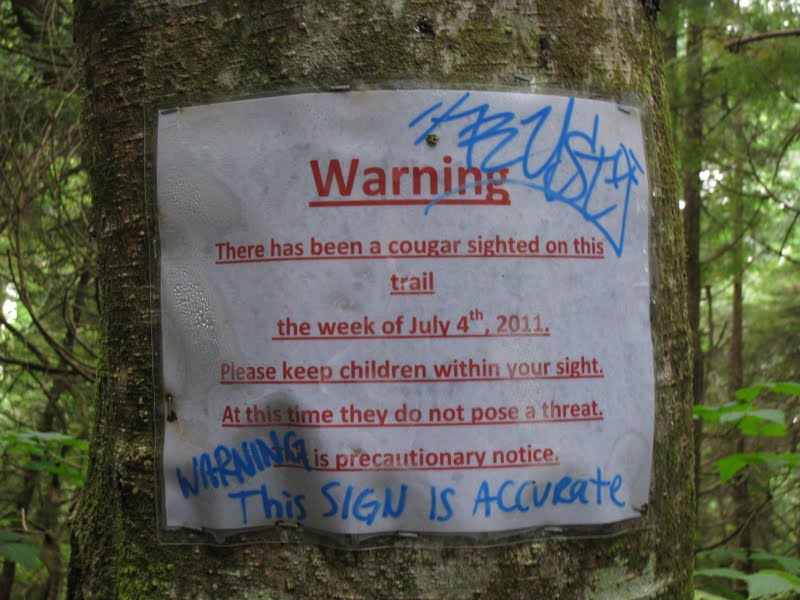 Warning
There has been a cougar sighted on this
trail
the week of July 4th, 2011.
Please keep children within your sight.
At this time they do not pose a threat.
is precautionary notice.
WARNING
This SIGN IS ACCURate